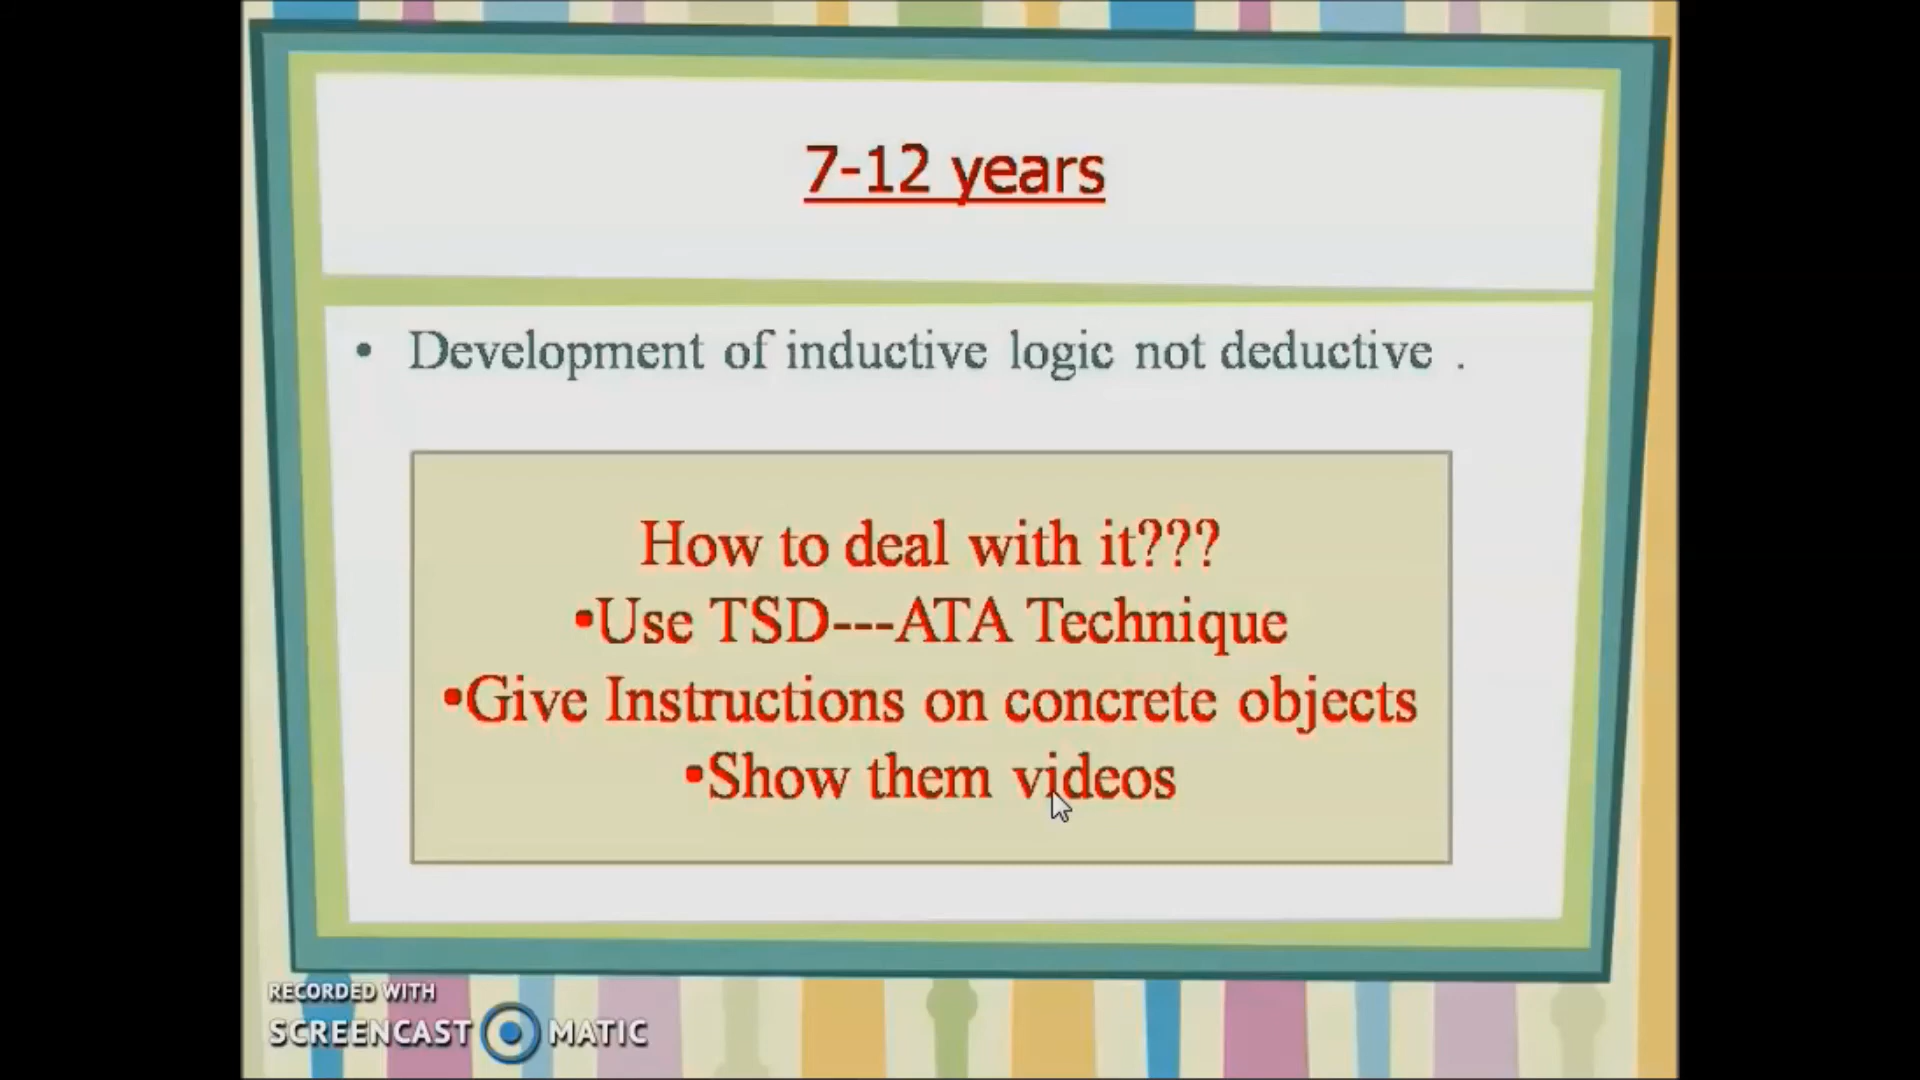 7-12 years
• Development of inductive logic not deductive .
How to deal with it???
•Use TSD---ATA Technique
•Give Instructions on concrete objects
•Show them videos
RECORDED WITH
SCREENCAST MATIC